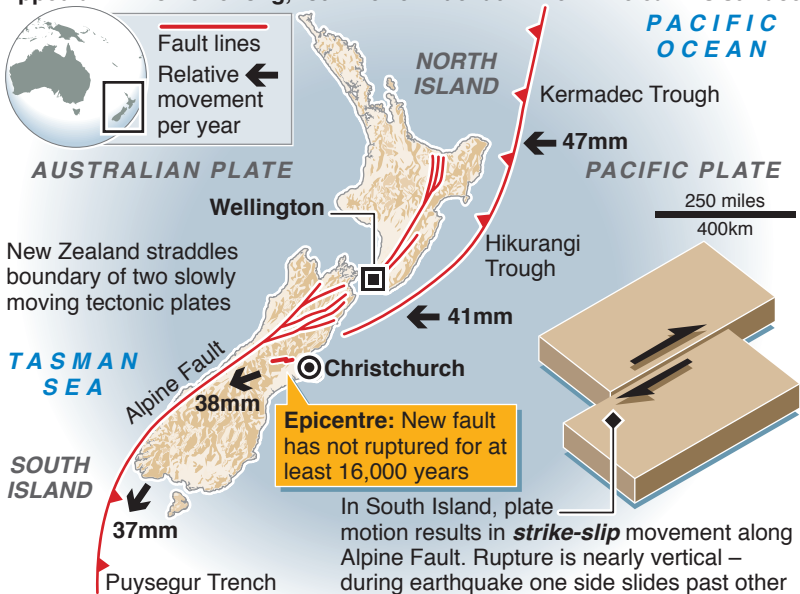 Fault lines
Relative
movement
per year
NORTH
ISLAND
PACIFIC
OCEAN
Kermadec Trough
47mm
AUSTRALIAN PLATE
PACIFIC PLATE
250 miles
400km
Wellington
New Zealand straddles
boundary of two slowly
moving tectonic plates
Hikurangi
Trough
41mm
TASMAN
SEA
Alpine Fault
Christchurch
38mm
Epicentre: New fault
has not ruptured for at
least 16,000 years
SOUTH
ISLAND
37mm
Puysegur Trench
In South Island, plate
motion results in strike-slip movement along
Alpine Fault. Rupture is nearly vertical –
during earthquake one side slides past other